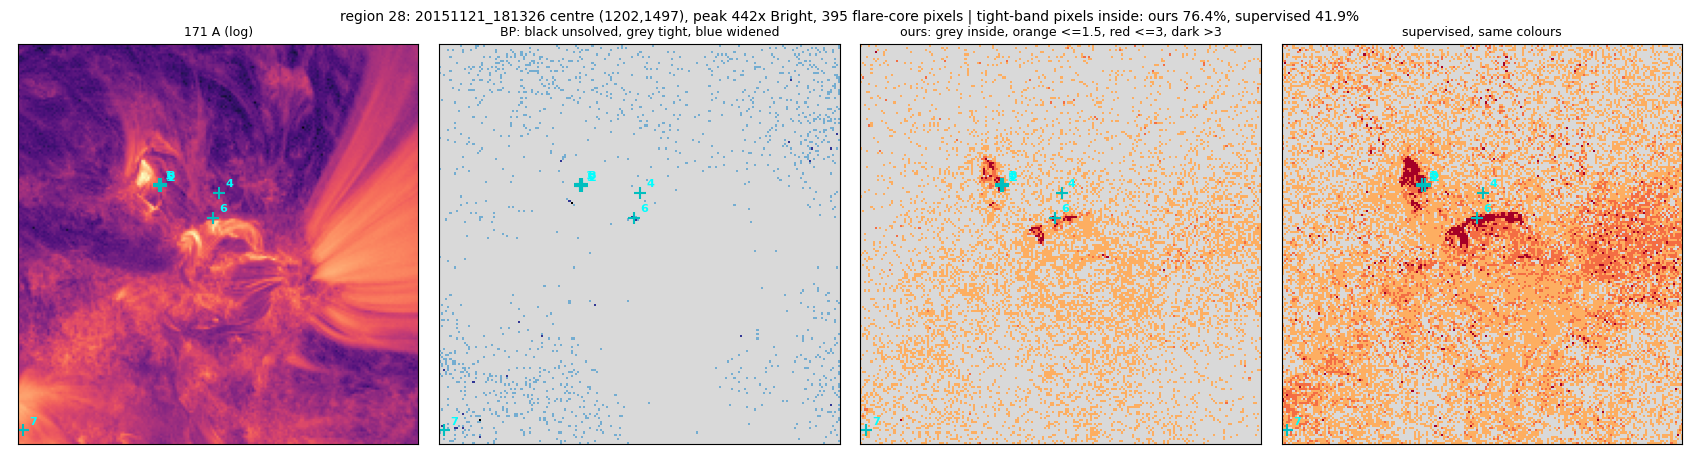 region 28: 20151121_181326 centre (1202,1497), peak 442x Bright, 395 flare-core pixels | tight-band pixels inside: ours 76.4%, supervised 41.9%
171 A (log)
BP: black unsolved, grey tight, blue widened
ours: grey inside, orange <=1.5, red <=3, dark >3
supervised, same colours
4
6
7
4
6
7
4
6
7
4
6
7